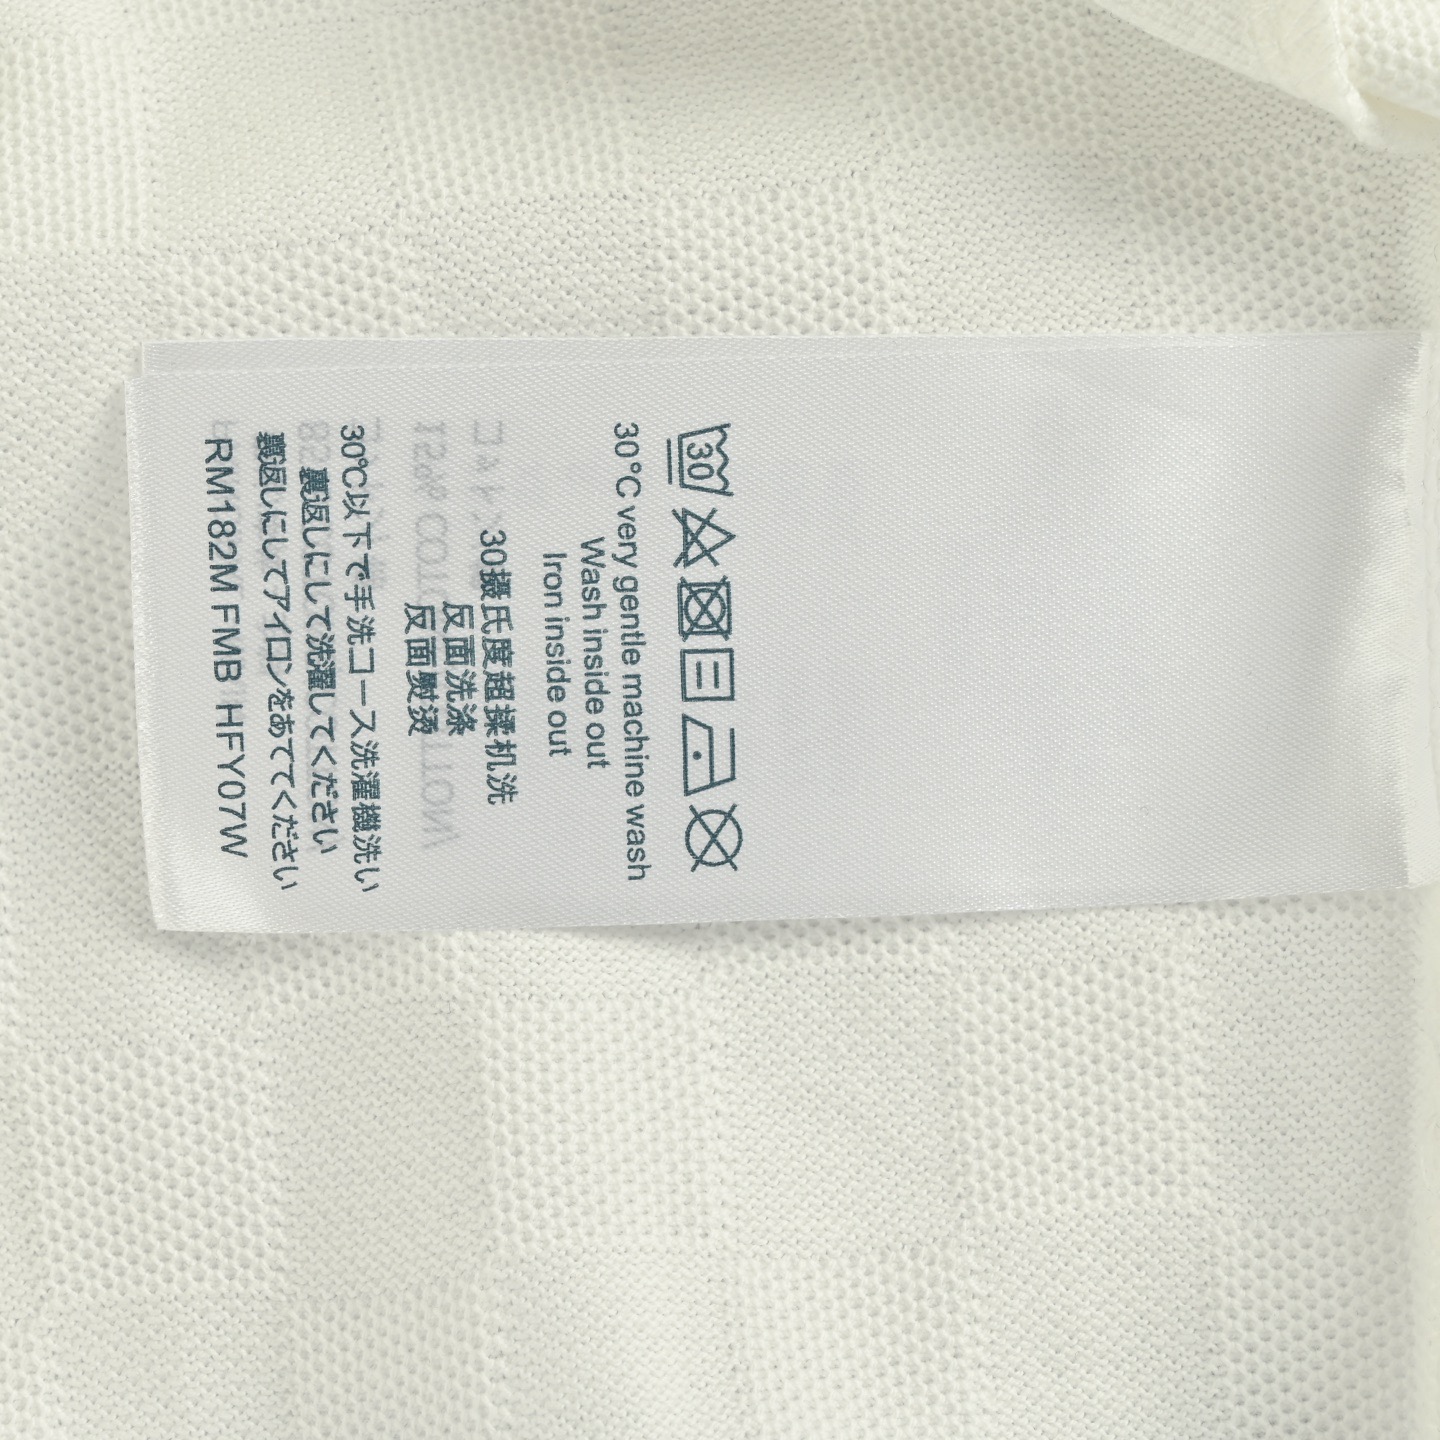 30
30°C very gentle machine wash
Wash inside out
Iron inside out
30摄氏度超揉机洗
反面洗涤
反面熨烫
30℃以下で手洗コース洗濯機洗い
裏返しにして洗濯してください
裏返しにしてアイロンをあててください
RM182M FMB HFY07W